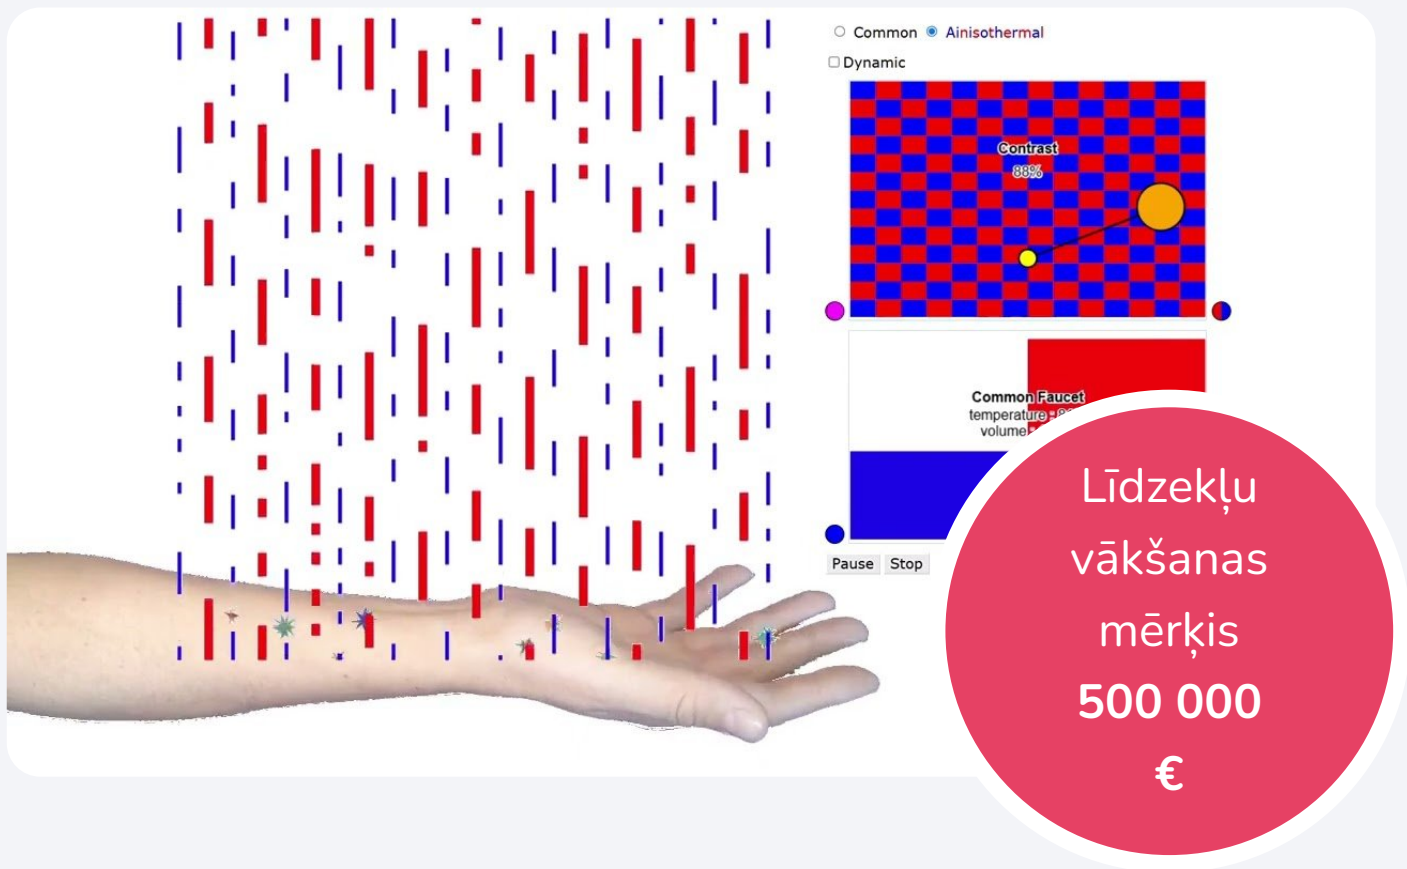 Common Ainisothermal
Dynamic
Contrast
88%
Common Faucet
temperature
volume
Pause Stop
Līdzekļu
vākšanas
mērķis
500 000
€